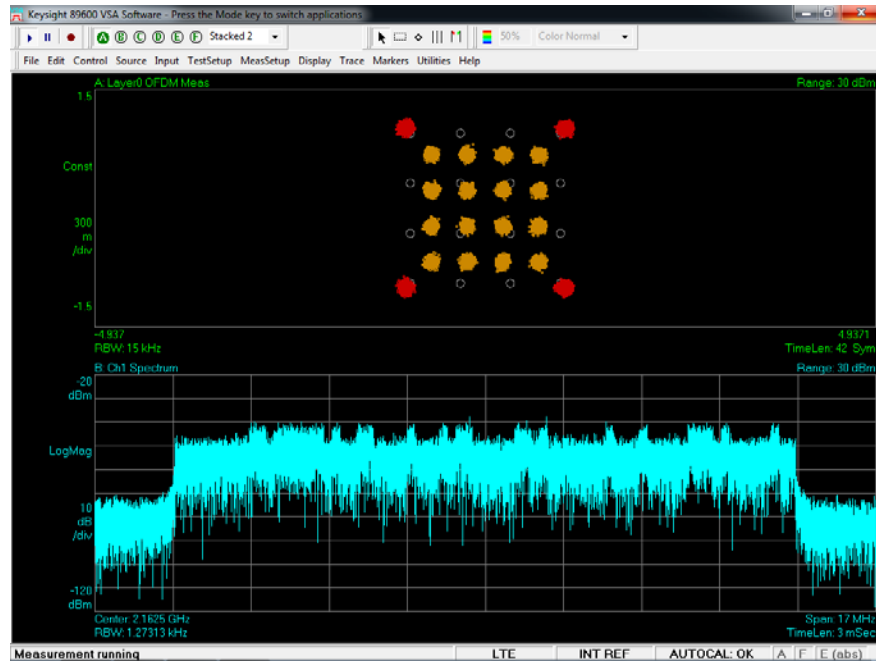 Keysight 89600 VSA Software - Press the Mode key to switch applications
A B C D E F Stacked 2 50% Color Normal
File Edit Control Source Input TestSetup MeasSetup Display Trace Markers Utilities Help
A: Layer0 OFDM Meas Range: 30 dBm
1.5
Const
300
m
/div
-1.5
-4.937 4.9371
RBW: 15 kHz TimeLen: 42 Sym
B: Ch1 Spectrum Range: 30 dBm
-20
dBm
LogMag
10
dB
/div
-120
dBm
Center: 2.1625 GHz Span: 17 MHz
RBW: 1.27313 kHz TimeLen: 3 mSec
Measurement running LTE INT REF AUTOCAL: OK A F E (abs)